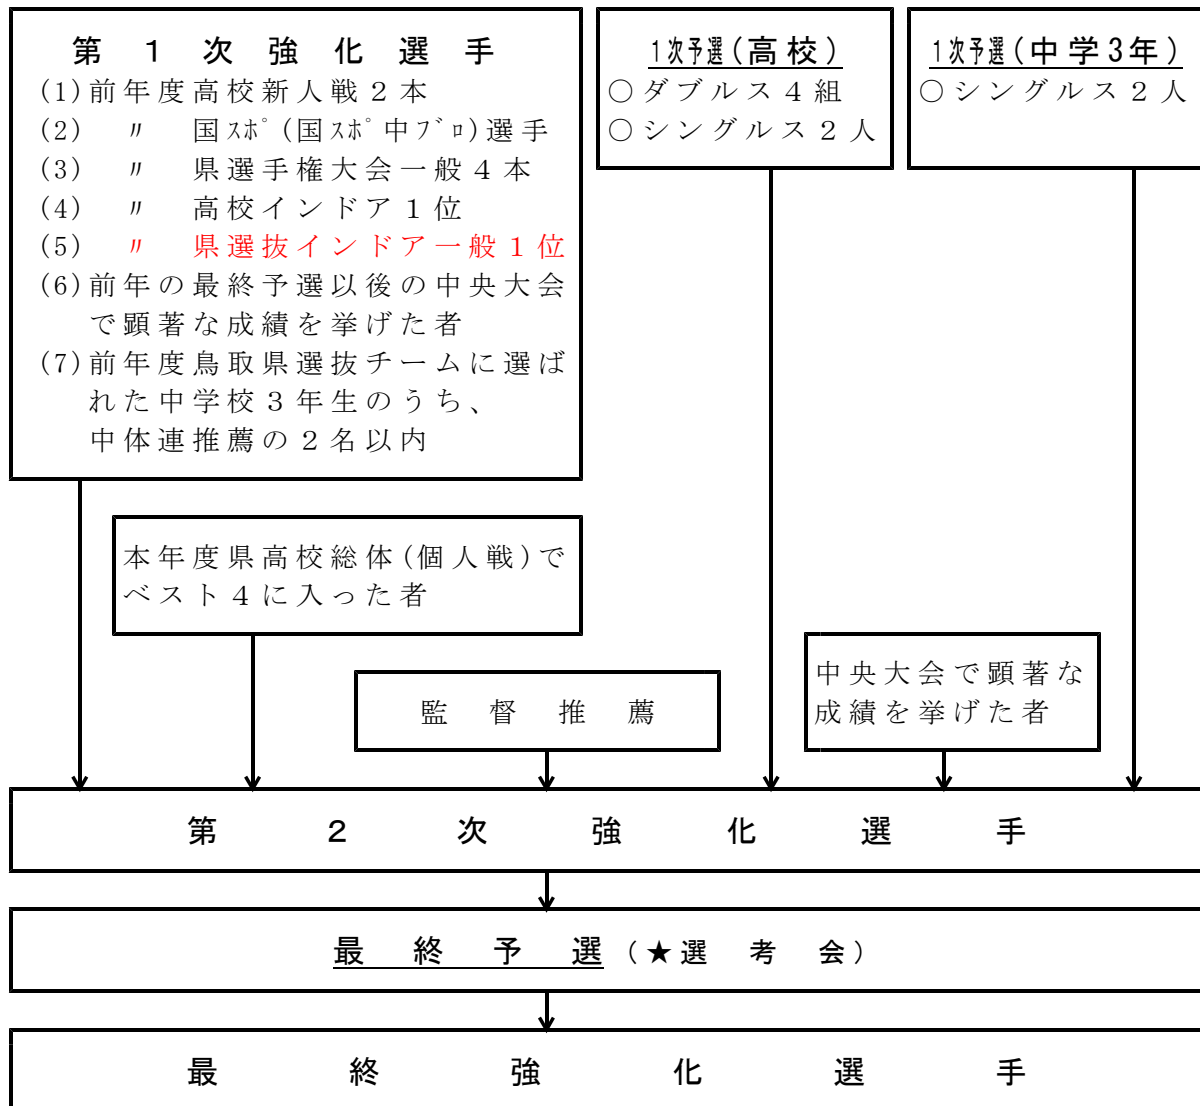 第１次強化選手
(1)前年度高校新人戦２本
(2)　〃　国ｽﾎﾟ(国ｽﾎﾟ中ﾌﾞﾛ)選手
(3)　〃　県選手権大会一般４本
(4)　〃　高校インドア１位
(5)　〃　県選抜インドア一般１位
(6)前年の最終予選以後の中央大会
で顕著な成績を挙げた者
(7)前年度鳥取県選抜チームに選ば
れた中学校３年生のうち、
中体連推薦の２名以内
1次予選(高校)
○ダブルス４組
○シングルス２人
1次予選(中学3年)
○シングルス２人
本年度県高校総体(個人戦)で
ベスト４に入った者
監督推薦
中央大会で顕著な
成績を挙げた者
第２次強化選手
最終予選(★選考会)
最終強化選手